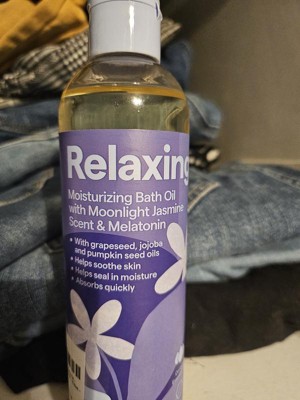 Relaxing
Moisturizing Bath Oil
with Moonlight Jasmine
Scent & Melatonin
• With grapeseed, jojoba
and pumpkin seed oils
• Helps soothe skin
• Helps seal in moisture
• Absorbs quickly